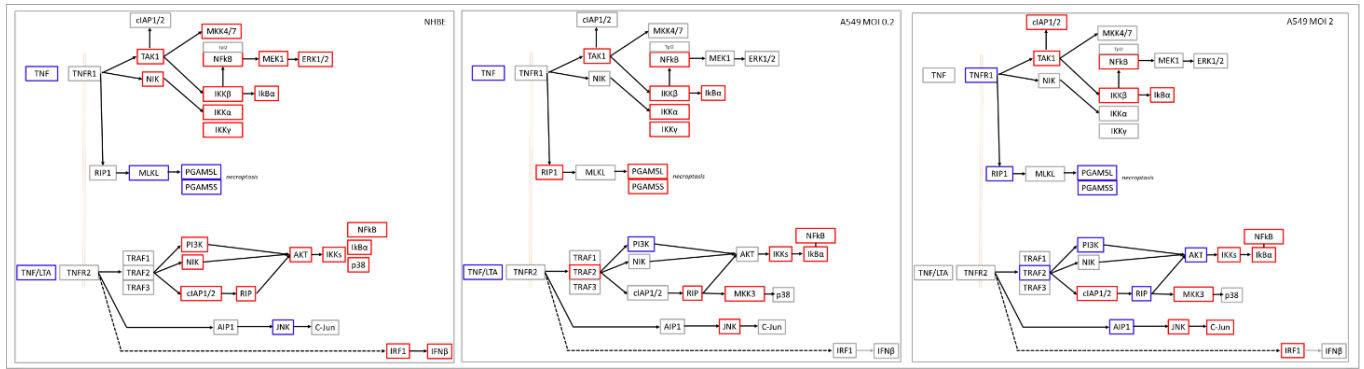 NHBE
cIAP1/2
MKK4/7
Tpl2
TAK1
NFkB
MEK1
ERK1/2
TNF
TNFR1
NIK
IKKβ
IkBα
IKKα
IKKγ
RIP1
MLKL
PGAM5L
necroptosis
PGAM5S
NFkB
TRAF1
PI3K
IkBα
AKT
IKKs
TNF/LTA
TNFR2
TRAF2
NIK
p38
TRAF3
cIAP1/2
RIP
AIP1
JNK
C-Jun
IRF1
IFNβ
A549 MOI 0.2
cIAP1/2
MKK4/7
Tpl2
TAK1
NFkB
MEK1
ERK1/2
TNF
TNFR1
NIK
IKKβ
IkBα
IKKα
IKKγ
RIP1
MLKL
PGAM5L
necroptosis
PGAM5S
NFkB
TRAF1
PI3K
AKT
IKKs
IkBα
TNF/LTA
TNFR2
TRAF2
NIK
TRAF3
cIAP1/2
RIP
MKK3
p38
AIP1
JNK
C-Jun
IRF1
IFNβ
A549 MOI 2
cIAP1/2
MKK4/7
Tpl2
TAK1
NFkB
MEK1
ERK1/2
TNF
TNFR1
NIK
IKKβ
IkBα
IKKα
IKKγ
RIP1
MLKL
PGAM5L
necroptosis
PGAM5S
NFkB
TRAF1
PI3K
AKT
IKKs
IkBα
TNF/LTA
TNFR2
TRAF2
NIK
TRAF3
cIAP1/2
RIP
MKK3
p38
AIP1
JNK
C-Jun
IRF1
IFNβ